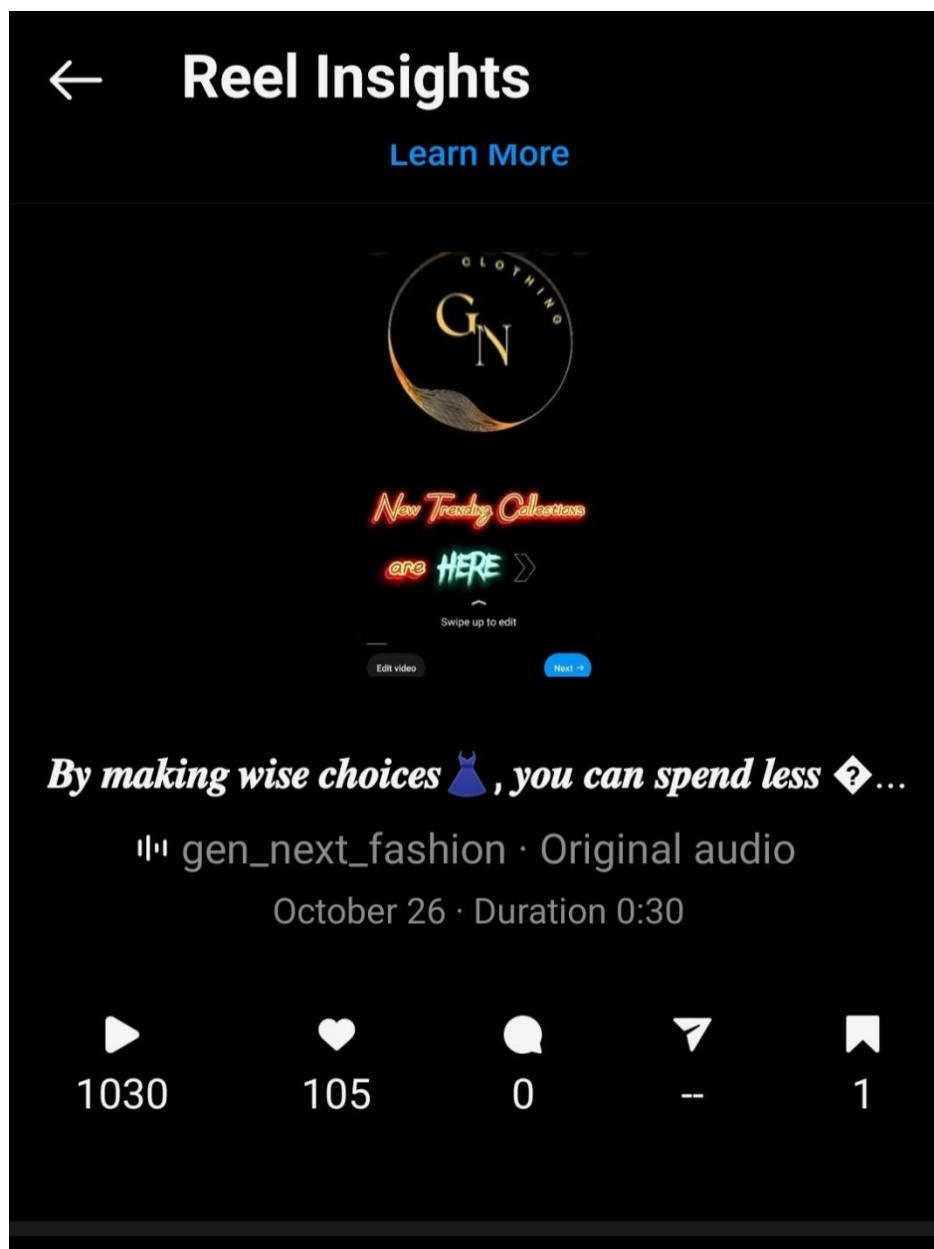 Reel Insights
Learn More
CLOTHING
GN
New Trending Collections
are HERE
Swipe up to edit
Edit video
Next →
By making wise choices👗, you can spend less �...
gen_next_fashion · Original audio
October 26 · Duration 0:30
1030 105 0 -- 1